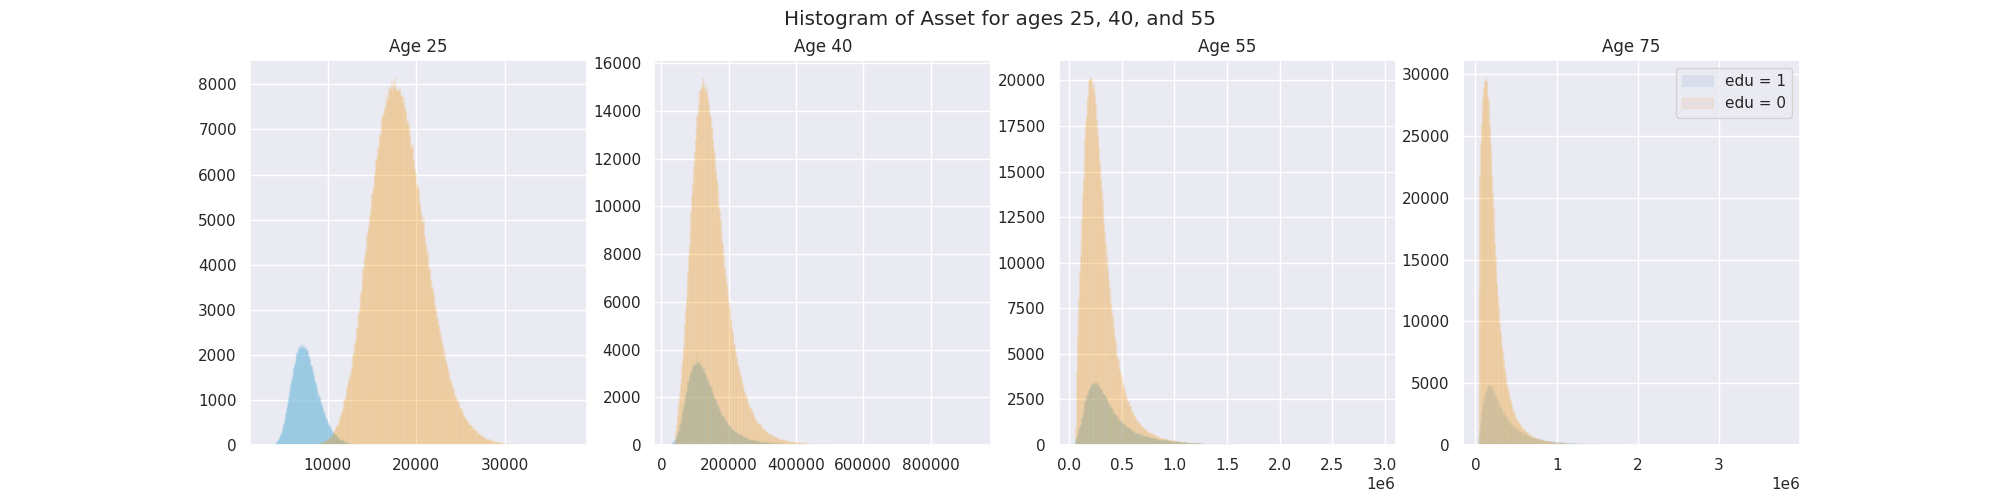 Histogram of Asset for ages 25, 40, and 55
Age 25
8000
7000
6000
5000
4000
3000
2000
1000
0
10000 20000 30000
Age 40
16000
14000
12000
10000
8000
6000
4000
2000
0
0 200000 400000 600000 800000
Age 55
20000
17500
15000
12500
10000
7500
5000
2500
0
0.0 0.5 1.0 1.5 2.0 2.5 3.0
1e6
Age 75
30000
25000
20000
15000
10000
5000
0
0 1 2 3
1e6
edu = 1
edu = 0